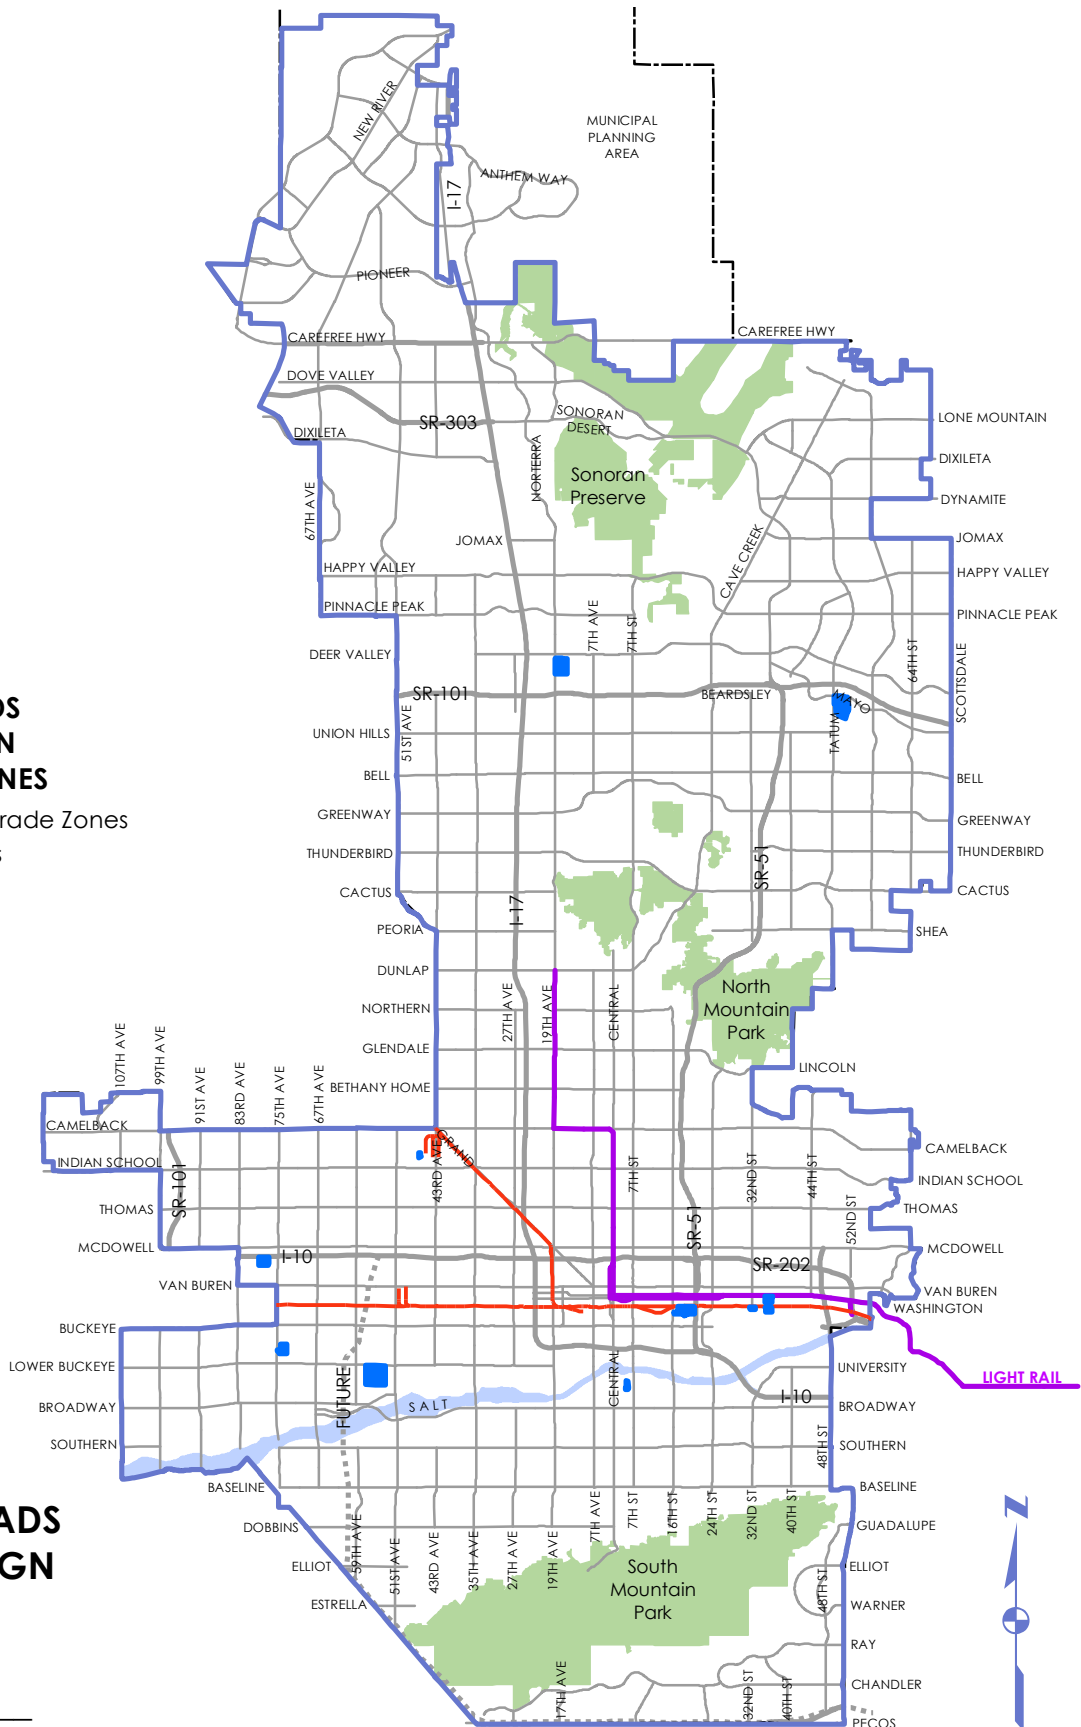 MUNICIPAL
PLANNING
AREA
NEW RIVER
ANTHEM WAY
I-17
PIONEER
CAREFREE HWY
CAREFREE HWY
DOVE VALLEY
SR-303
SONORAN
DESERT
LONE MOUNTAIN
DIXILETA
DIXILETA
NORTERRA
Sonoran
Preserve
67TH AVE
DYNAMITE
JOMAX
JOMAX
CAVE CREEK
HAPPY VALLEY
HAPPY VALLEY
PINNACLE PEAK
PINNACLE PEAK
7TH AVE
7TH ST
64TH ST
DEER VALLEY
SCOTTSDALE
SR-101
BEARDSLEY
MAYO
TATUM
51ST AVE
UNION HILLS
BELL
BELL
GREENWAY
GREENWAY
THUNDERBIRD
THUNDERBIRD
SR-51
CACTUS
CACTUS
I-17
PEORIA
SHEA
DUNLAP
North
Mountain
Park
NORTHERN
27TH AVE
19TH AVE
CENTRAL
GLENDALE
LINCOLN
BETHANY HOME
107TH AVE
99TH AVE
91ST AVE
83RD AVE
75TH AVE
67TH AVE
CAMELBACK
CAMELBACK
GRAND
INDIAN SCHOOL
INDIAN SCHOOL
SR-101
43RD AVE
7TH ST
32ND ST
44TH ST
THOMAS
THOMAS
SR-51
52ND ST
MCDOWELL
MCDOWELL
I-10
SR-202
VAN BUREN
VAN BUREN
WASHINGTON
BUCKEYE
LOWER BUCKEYE
UNIVERSITY
LIGHT RAIL
FUTURE
CENTRAL
I-10
BROADWAY
BROADWAY
SALT
SOUTHERN
SOUTHERN
48TH ST
BASELINE
BASELINE
7TH AVE
7TH ST
16TH ST
24TH ST
32ND ST
40TH ST
DOBBINS
GUADALUPE
59TH AVE
51ST AVE
43RD AVE
35TH AVE
27TH AVE
19TH AVE
ELLIOT
ELLIOT
South
Mountain
Park
48TH ST
ESTRELLA
WARNER
RAY
17TH AVE
32ND ST
40TH ST
CHANDLER
PECOS
N
rade Zones